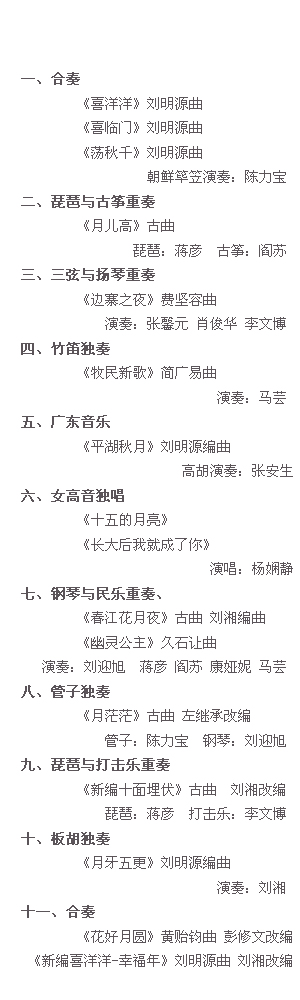 一、合奏
《喜洋洋》刘明源曲
《喜临门》刘明源曲
《荡秋千》刘明源曲
朝鲜筚笠演奏：陈力宝
二、琵琶与古筝重奏
《月儿高》古曲
琵琶：蒋彦 古筝：阎苏
三、三弦与扬琴重奏
《边寨之夜》费坚容曲
演奏：张馨元 肖俊华 李文博
四、竹笛独奏
《牧民新歌》简广易曲
演奏：马芸
五、广东音乐
《平湖秋月》刘明源编曲
高胡演奏：张安生
六、女高音独唱
《十五的月亮》
《长大后我就成了你》
演唱：杨娴静
七、钢琴与民乐重奏、
《春江花月夜》古曲 刘湘编曲
《幽灵公主》久石让曲
演奏：刘迎旭 蒋彦 阎苏 康娅妮 马芸
八、管子独奏
《月茫茫》古曲 左继承改编
管子：陈力宝 钢琴：刘迎旭
九、琵琶与打击乐重奏
《新编十面埋伏》古曲 刘湘改编
琵琶：蒋彦 打击乐：李文博
十、板胡独奏
《月牙五更》刘明源编曲
演奏：刘湘
十一、合奏
《花好月圆》黄贻钧曲 彭修文改编
《新编喜洋洋-幸福年》刘明源曲 刘湘改编